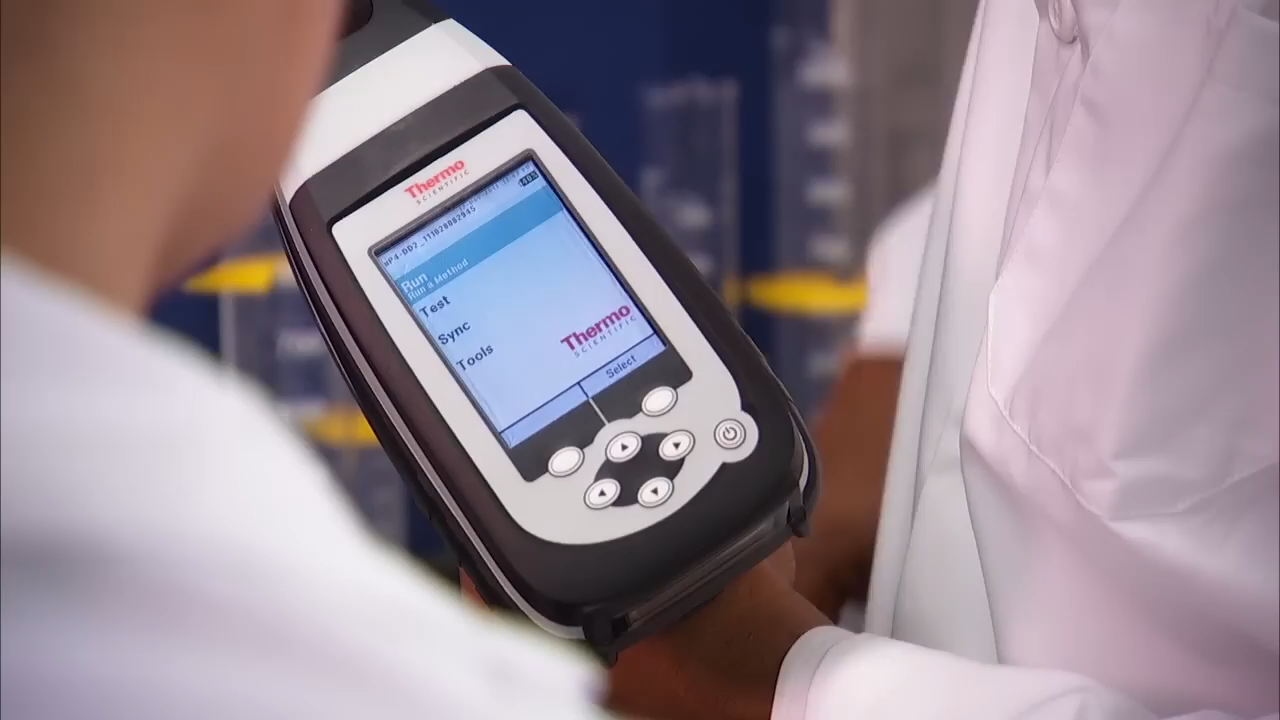 Thermo
SCIENTIFIC
Run
Run a Method
Test
Sync
Tools
Thermo
SCIENTIFIC
Select